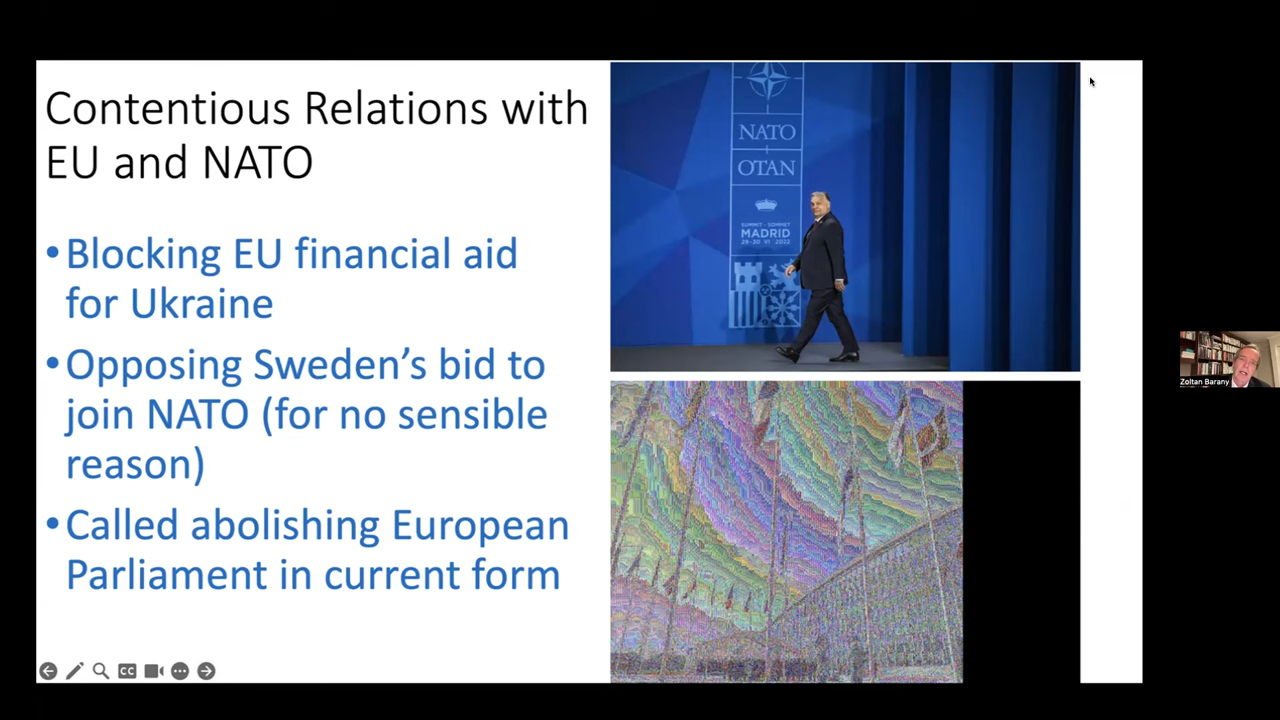 Contentious Relations with
EU and NATO
•Blocking EU financial aid
for Ukraine
•Opposing Sweden's bid to
join NATO (for no sensible
reason)
•Called abolishing European
Parliament in current form
NATO
OTAN
SUMMIT - SOMMET
MADRID
29-30 VI 2022
CC
Zoltan Barany